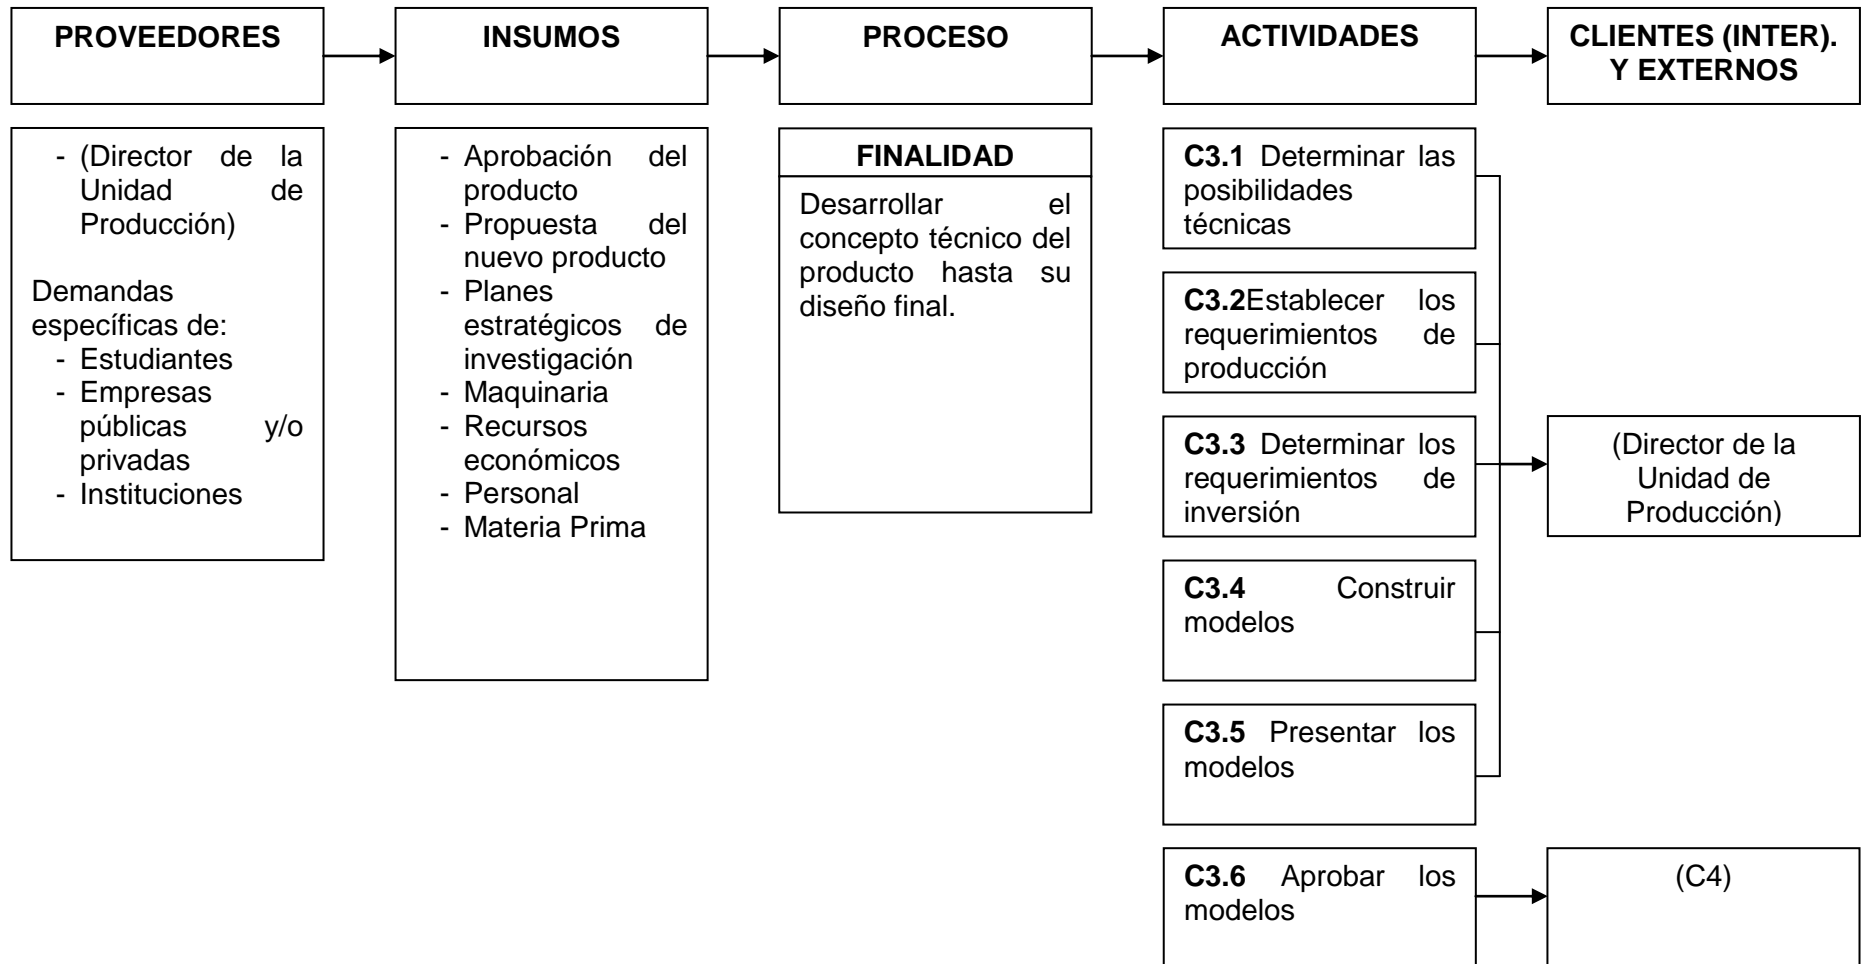 PROVEEDORES
INSUMOS
PROCESO
ACTIVIDADES
CLIENTES (INTER).
Y EXTERNOS
- (Director de la
Unidad de
Producción)
Demandas
específicas de:
- Estudiantes
- Empresas
públicas y/o
privadas
- Instituciones
- Aprobación del
producto
- Propuesta del
nuevo producto
- Planes
estratégicos de
investigación
- Maquinaria
- Recursos
económicos
- Personal
- Materia Prima
FINALIDAD
Desarrollar el
concepto técnico del
producto hasta su
diseño final.
C3.1 Determinar las
posibilidades
técnicas
C3.2Establecer los
requerimientos de
producción
C3.3 Determinar los
requerimientos de
inversión
C3.4 Construir
modelos
C3.5 Presentar los
modelos
C3.6 Aprobar los
modelos
(Director de la
Unidad de
Producción)
(C4)